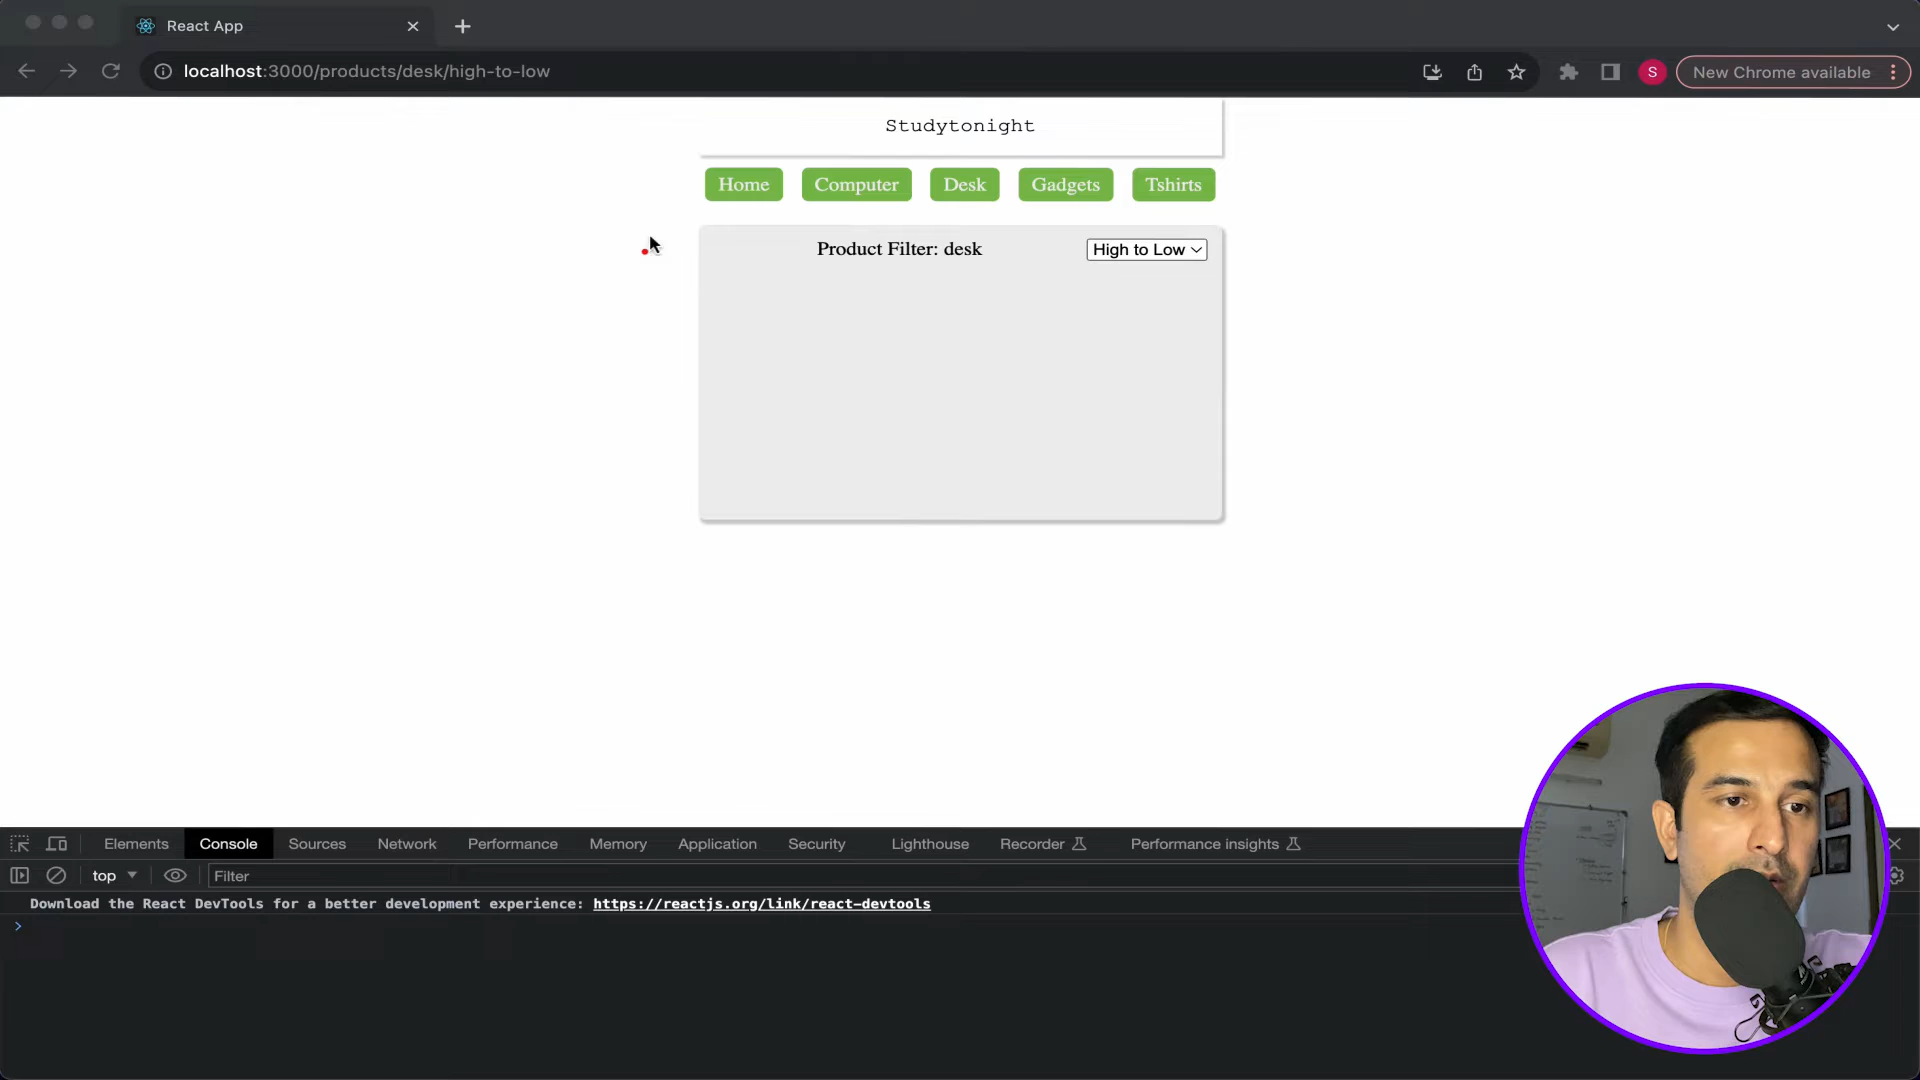 React App
localhost:3000/products/desk/high-to-low
S
New Chrome available
Studytonight
Home Computer Desk Gadgets Tshirts
Product Filter: desk
High to Low
Elements Console Sources Network Performance Memory Application Security Lighthouse Recorder Performance insights
top
Filter
Download the React DevTools for a better development experience: https://reactjs.org/link/react-devtools
>